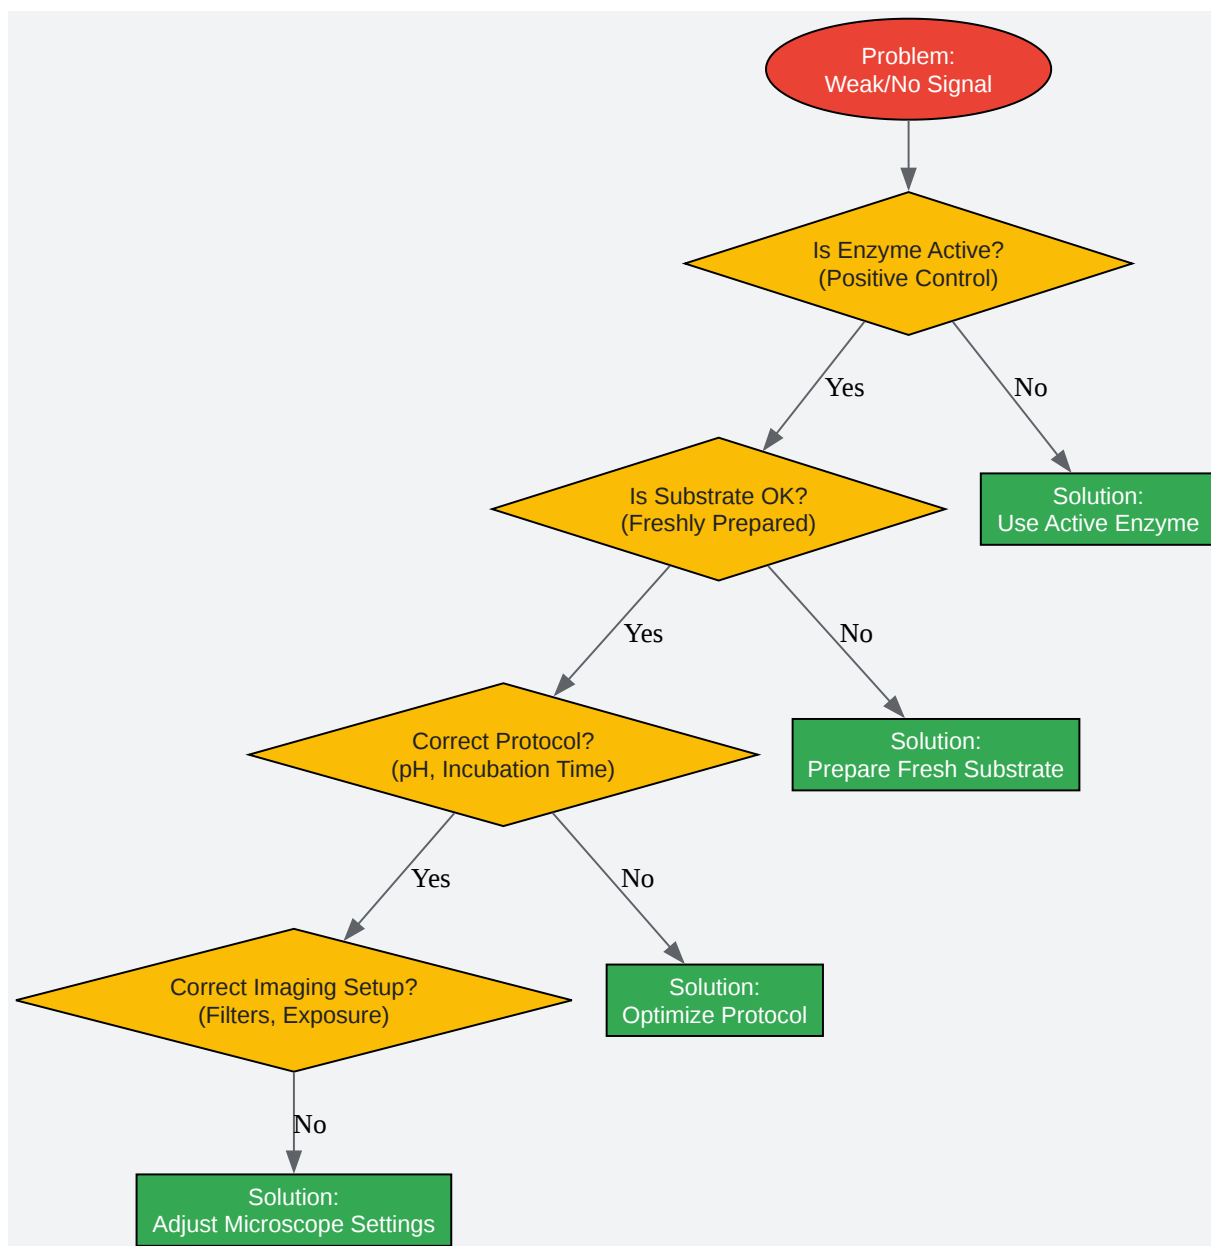 Problem:
Weak/No Signal
Is Enzyme Active?
(Positive Control)
Yes
No
Is Substrate OK?
(Freshly Prepared)
Solution:
Use Active Enzyme
Yes
No
Correct Protocol?
(pH, Incubation Time)
Solution:
Prepare Fresh Substrate
Yes
No
Correct Imaging Setup?
(Filters, Exposure)
Solution:
Optimize Protocol
No
Solution:
Adjust Microscope Settings